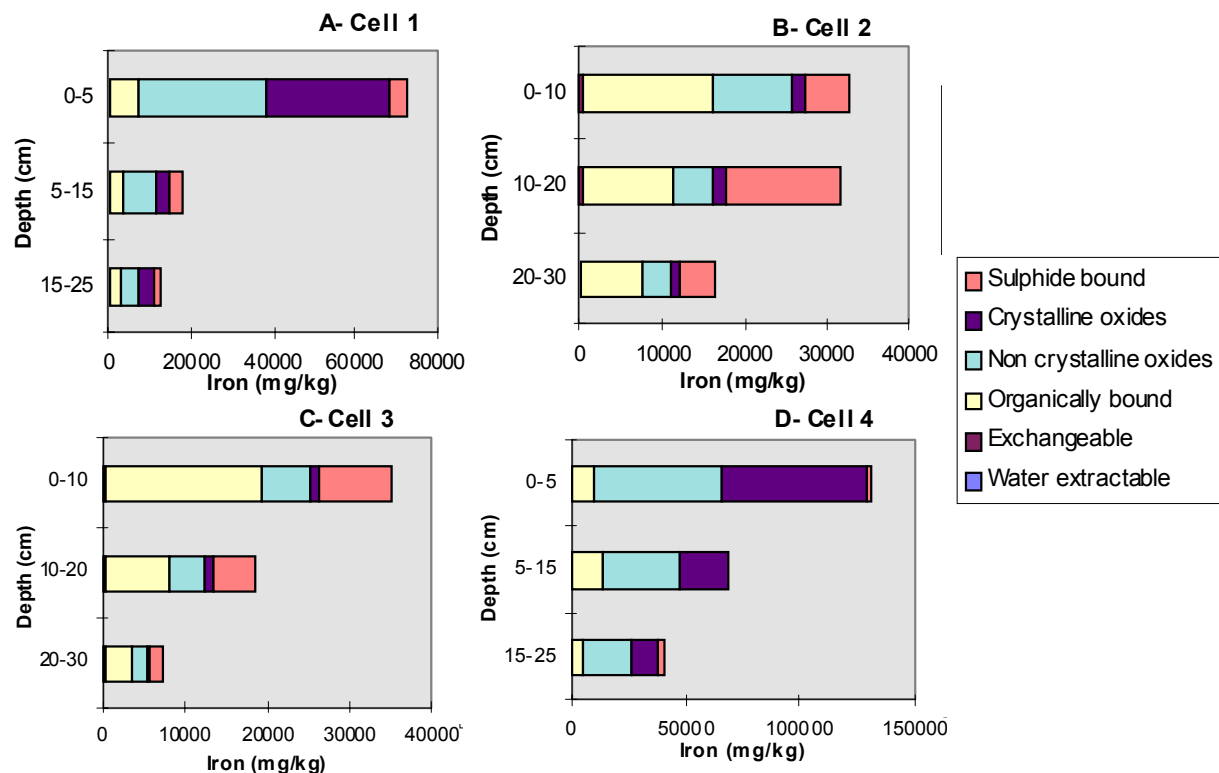 A- Cell 1
Depth (cm)
0-5
5-15
15-25
0 20000 40000 60000 80000
Iron (mg/kg)
B- Cell 2
Depth (cm)
0-10
10-20
20-30
0 10000 20000 30000 40000
Iron (mg/kg)
C- Cell 3
Depth (cm)
0-10
10-20
20-30
0 10000 20000 30000 40000
Iron (mg/kg)
D- Cell 4
Depth (cm)
0-5
5-15
15-25
0 50000 100000 150000
Iron (mg/kg)
Sulphide bound
Crystalline oxides
Non crystalline oxides
Organically bound
Exchangeable
Water extractable